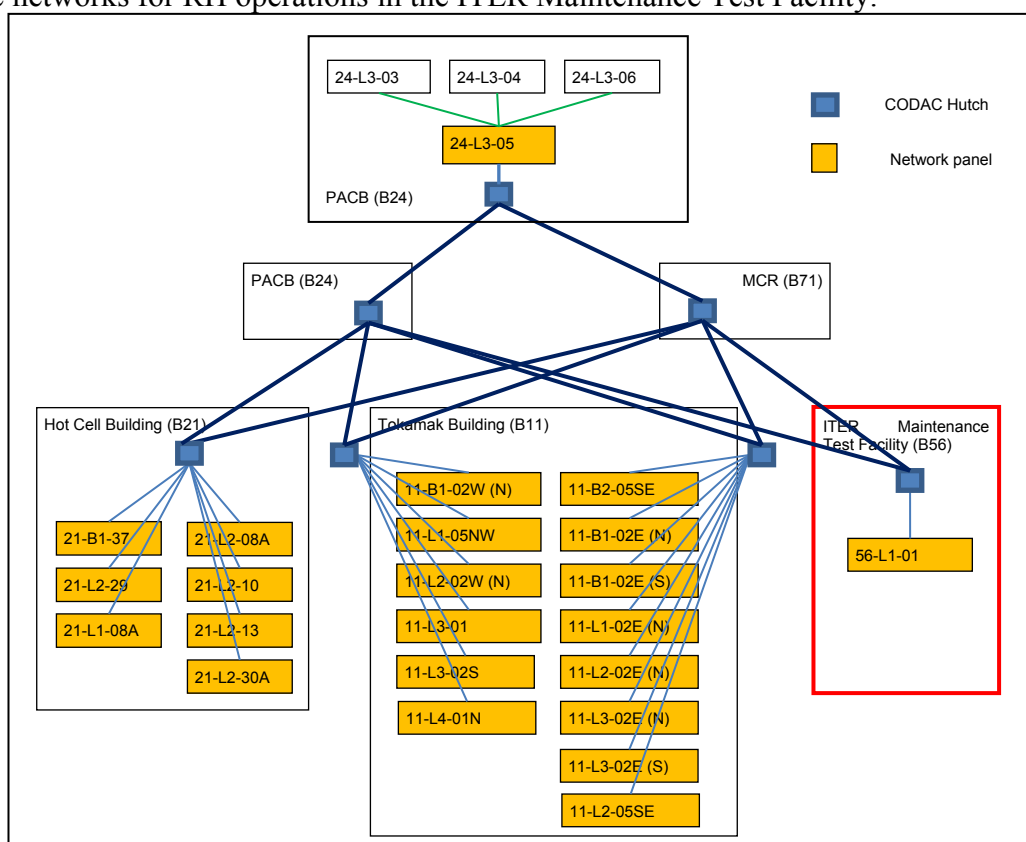 networks for RH operations in the ITER Maintenance Test Facility.
24-L3-03
24-L3-04
24-L3-06
24-L3-05
PACB (B24)
CODAC Hutch
Network panel
PACB (B24)
MCR (B71)
Hot Cell Building (B21)
21-B1-37
21-L2-29
21-L1-08A
21-L2-08A
21-L2-10
21-L2-13
21-L2-30A
Tokamak Building (B11)
11-B1-02W (N)
11-L1-05NW
11-L2-02W (N)
11-L3-01
11-L3-02S
11-L4-01N
11-B2-05SE
11-B1-02E (N)
11-B1-02E (S)
11-L1-02E (N)
11-L2-02E (N)
11-L3-02E (N)
11-L3-02E (S)
11-L2-05SE
ITER Maintenance
Test Facility (B56)
56-L1-01